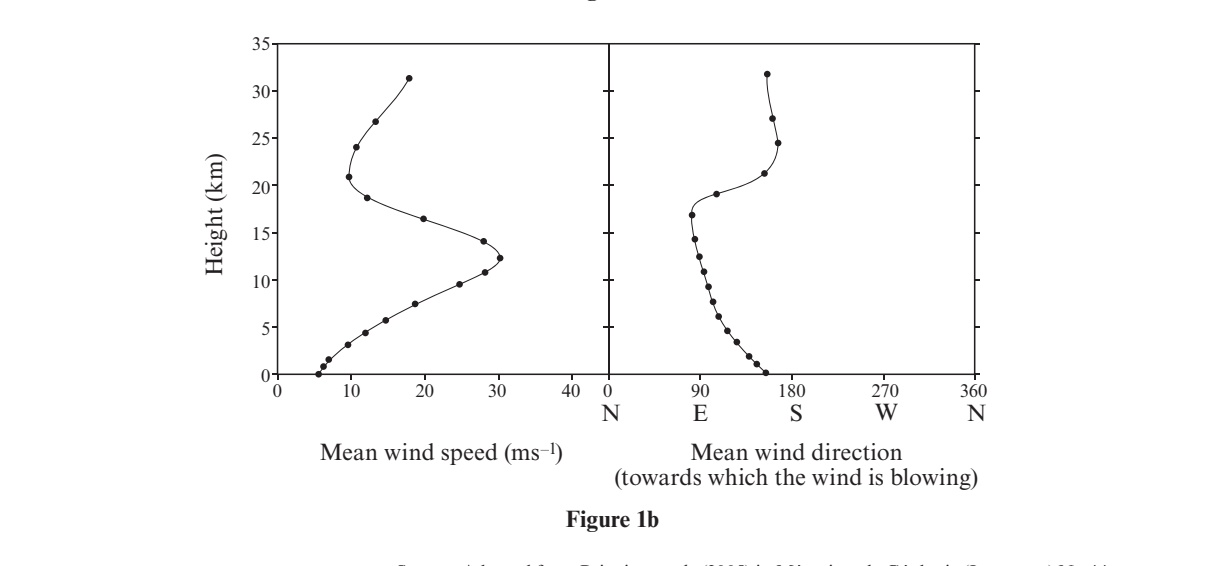 35
30
25
20
15
10
5
0
Height (km)
0 10 20 30 40 0 90 180 270 360
N E S W N
Mean wind speed (ms–1) Mean wind direction
(towards which the wind is blowing)
Figure 1b